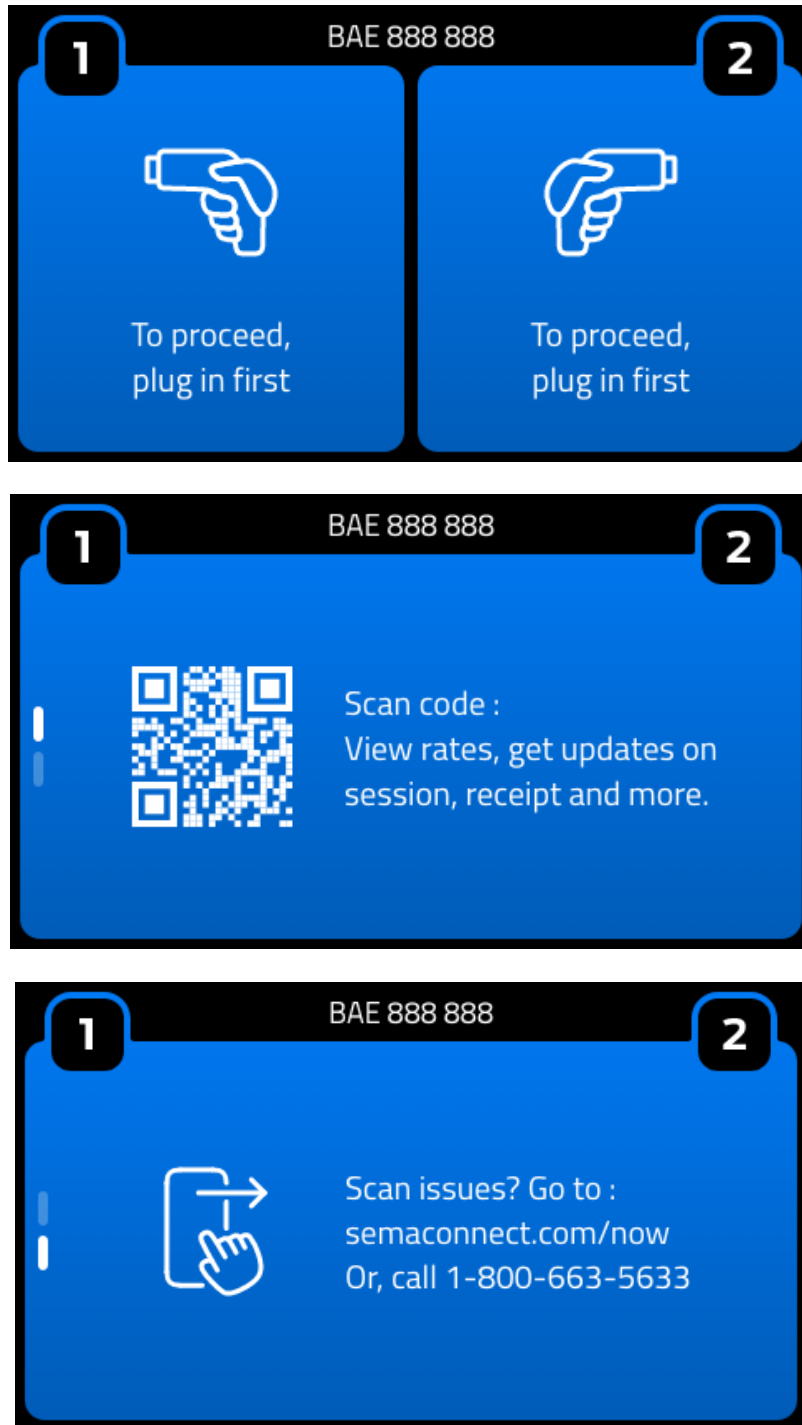 1
BAE 888 888
2
To proceed,
plug in first
To proceed,
plug in first
1
BAE 888 888
2
Scan code :
View rates, get updates on
session, receipt and more.
1
BAE 888 888
2
Scan issues? Go to :
semaconnect.com/now
Or, call 1-800-663-5633